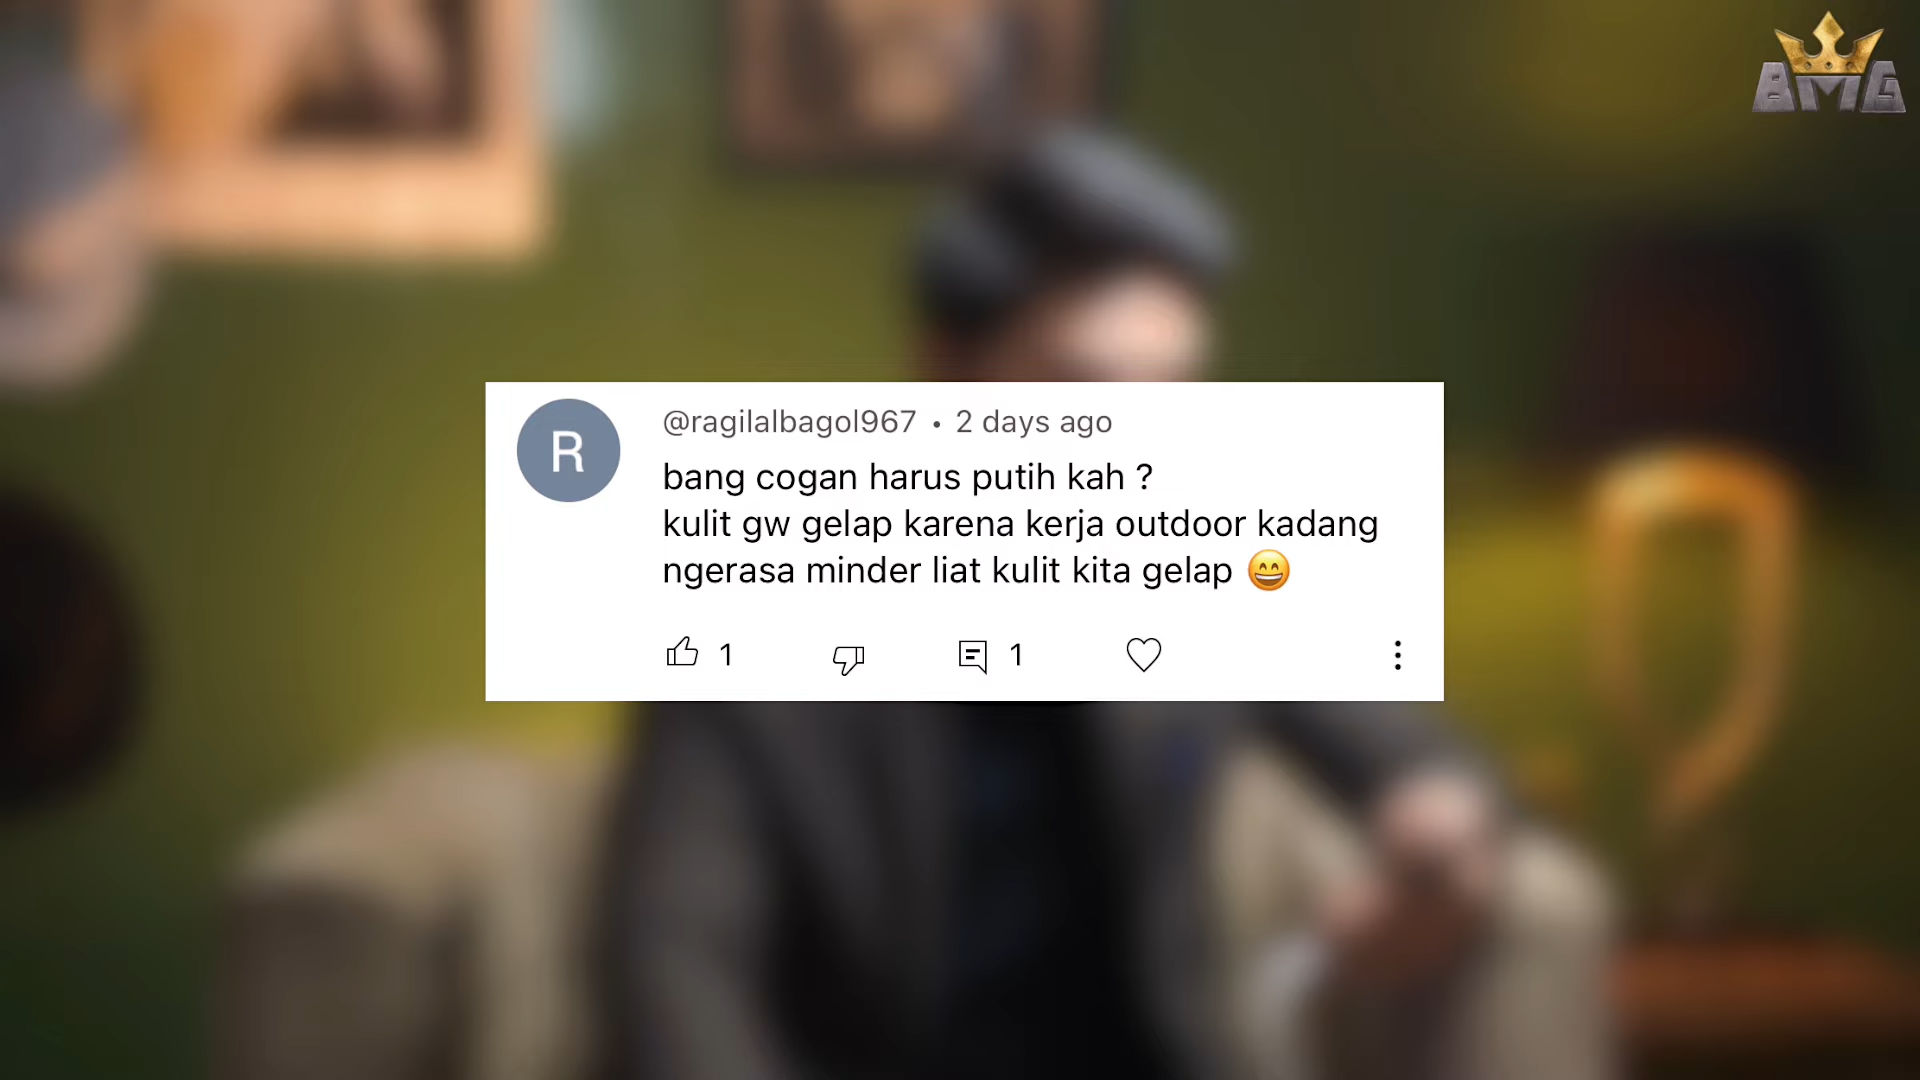 BMG
@ragilalbagol967 • 2 days ago
R
bang cogan harus putih kah ?
kulit gw gelap karena kerja outdoor kadang
ngerasa minder liat kulit kita gelap 😄
1 1